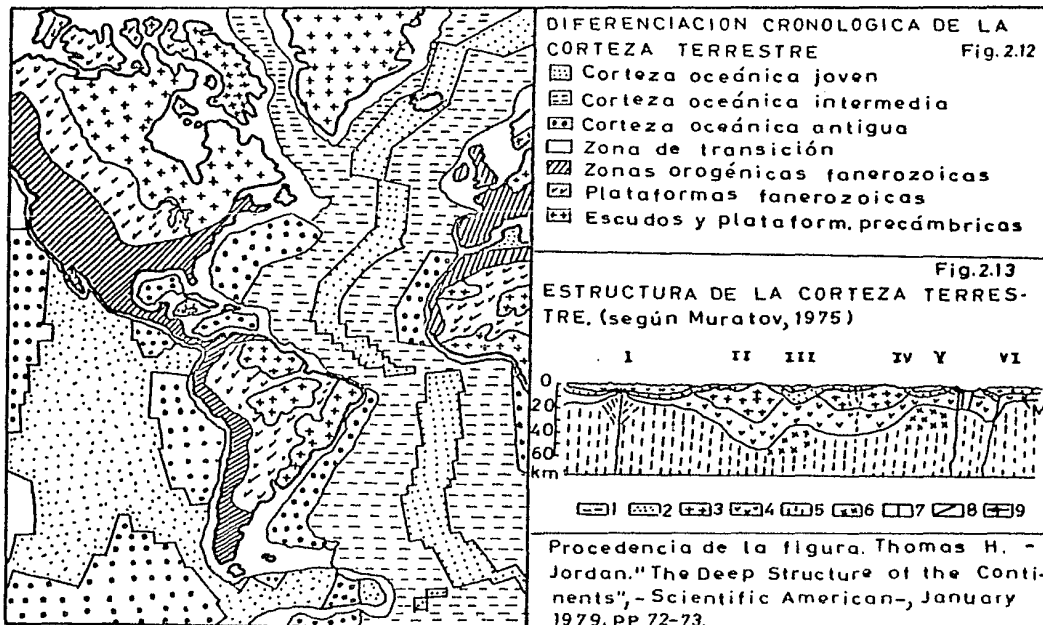 DIFERENCIACION CRONOLOGICA DE LA
CORTEZA TERRESTRE Fig.2.12
Corteza oceánica joven
Corteza oceánica intermedia
Corteza oceánica antigua
Zona de transición
Zonas orogénicas fanerozoicas
Plataformas fanerozoicas
Escudos y plataform. precámbricas
Fig.2.13
ESTRUCTURA DE LA CORTEZA TERRES-
TRE. (según Muratov, 1975)
I II III IV V VI
0
20
40
60
km
1 2 3 4 5 6 7 8 9
Procedencia de la figura. Thomas H. -
Jordan." The Deep Structure of the Conti-
nents", - Scientific American-, January
1979. PP 72-73.